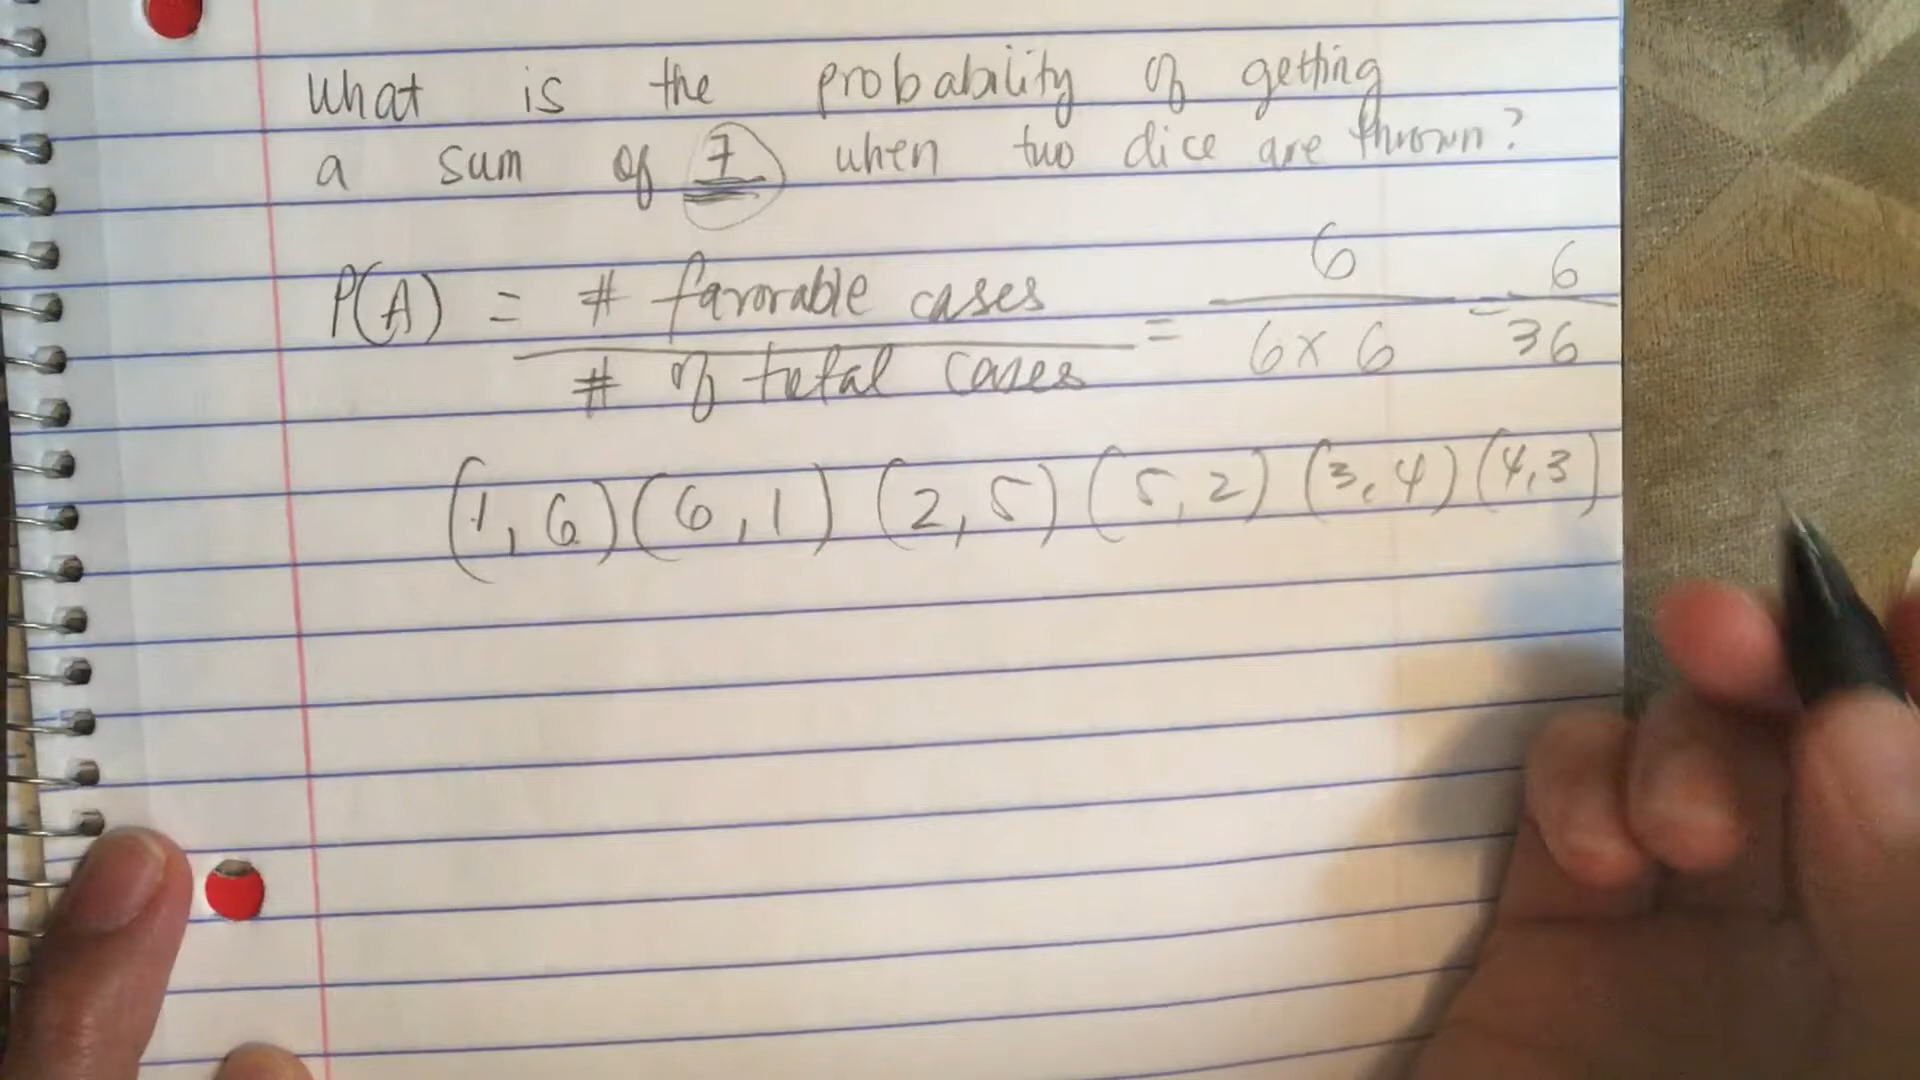 What is the probability of getting
a sum of 7 when two dice are thrown?
P(A) = # favorable cases / # of total cases = 6 / 6 x 6 = 6 / 36
(1, 6) (6, 1) (2, 5) (5, 2) (3, 4) (4, 3)